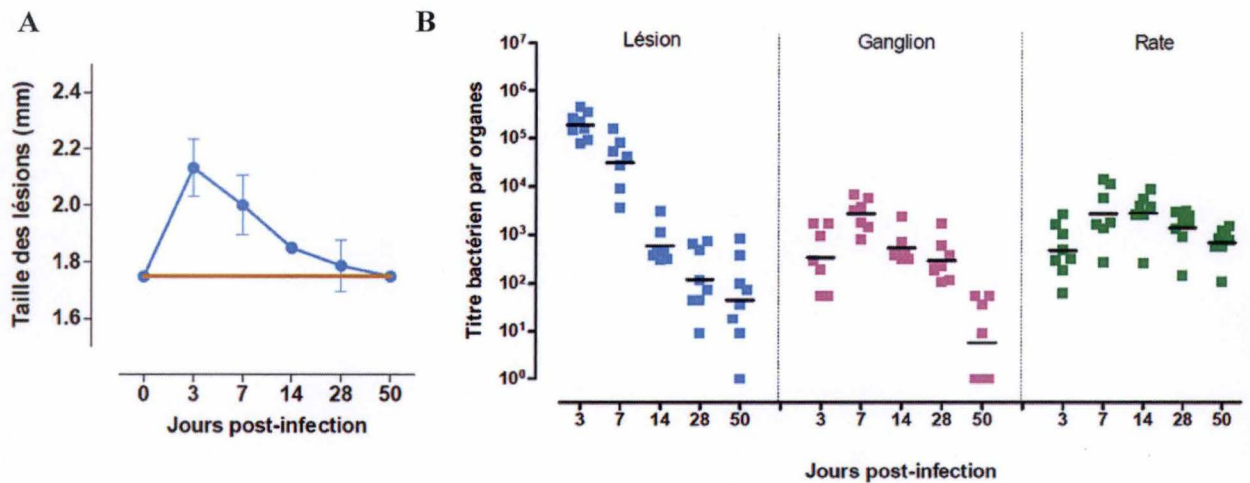 A
Taille des lésions (mm)
2.4
2.2
2.0
1.8
1.6
0 3 7 14 28 50
Jours post-infection
B
Lésion Ganglion Rate
Titre bactérien par organes
10⁷
10⁶
10⁵
10⁴
10³
10²
10¹
10⁰
3 7 14 28 50 3 7 14 28 50 3 7 14 28 50
Jours post-infection